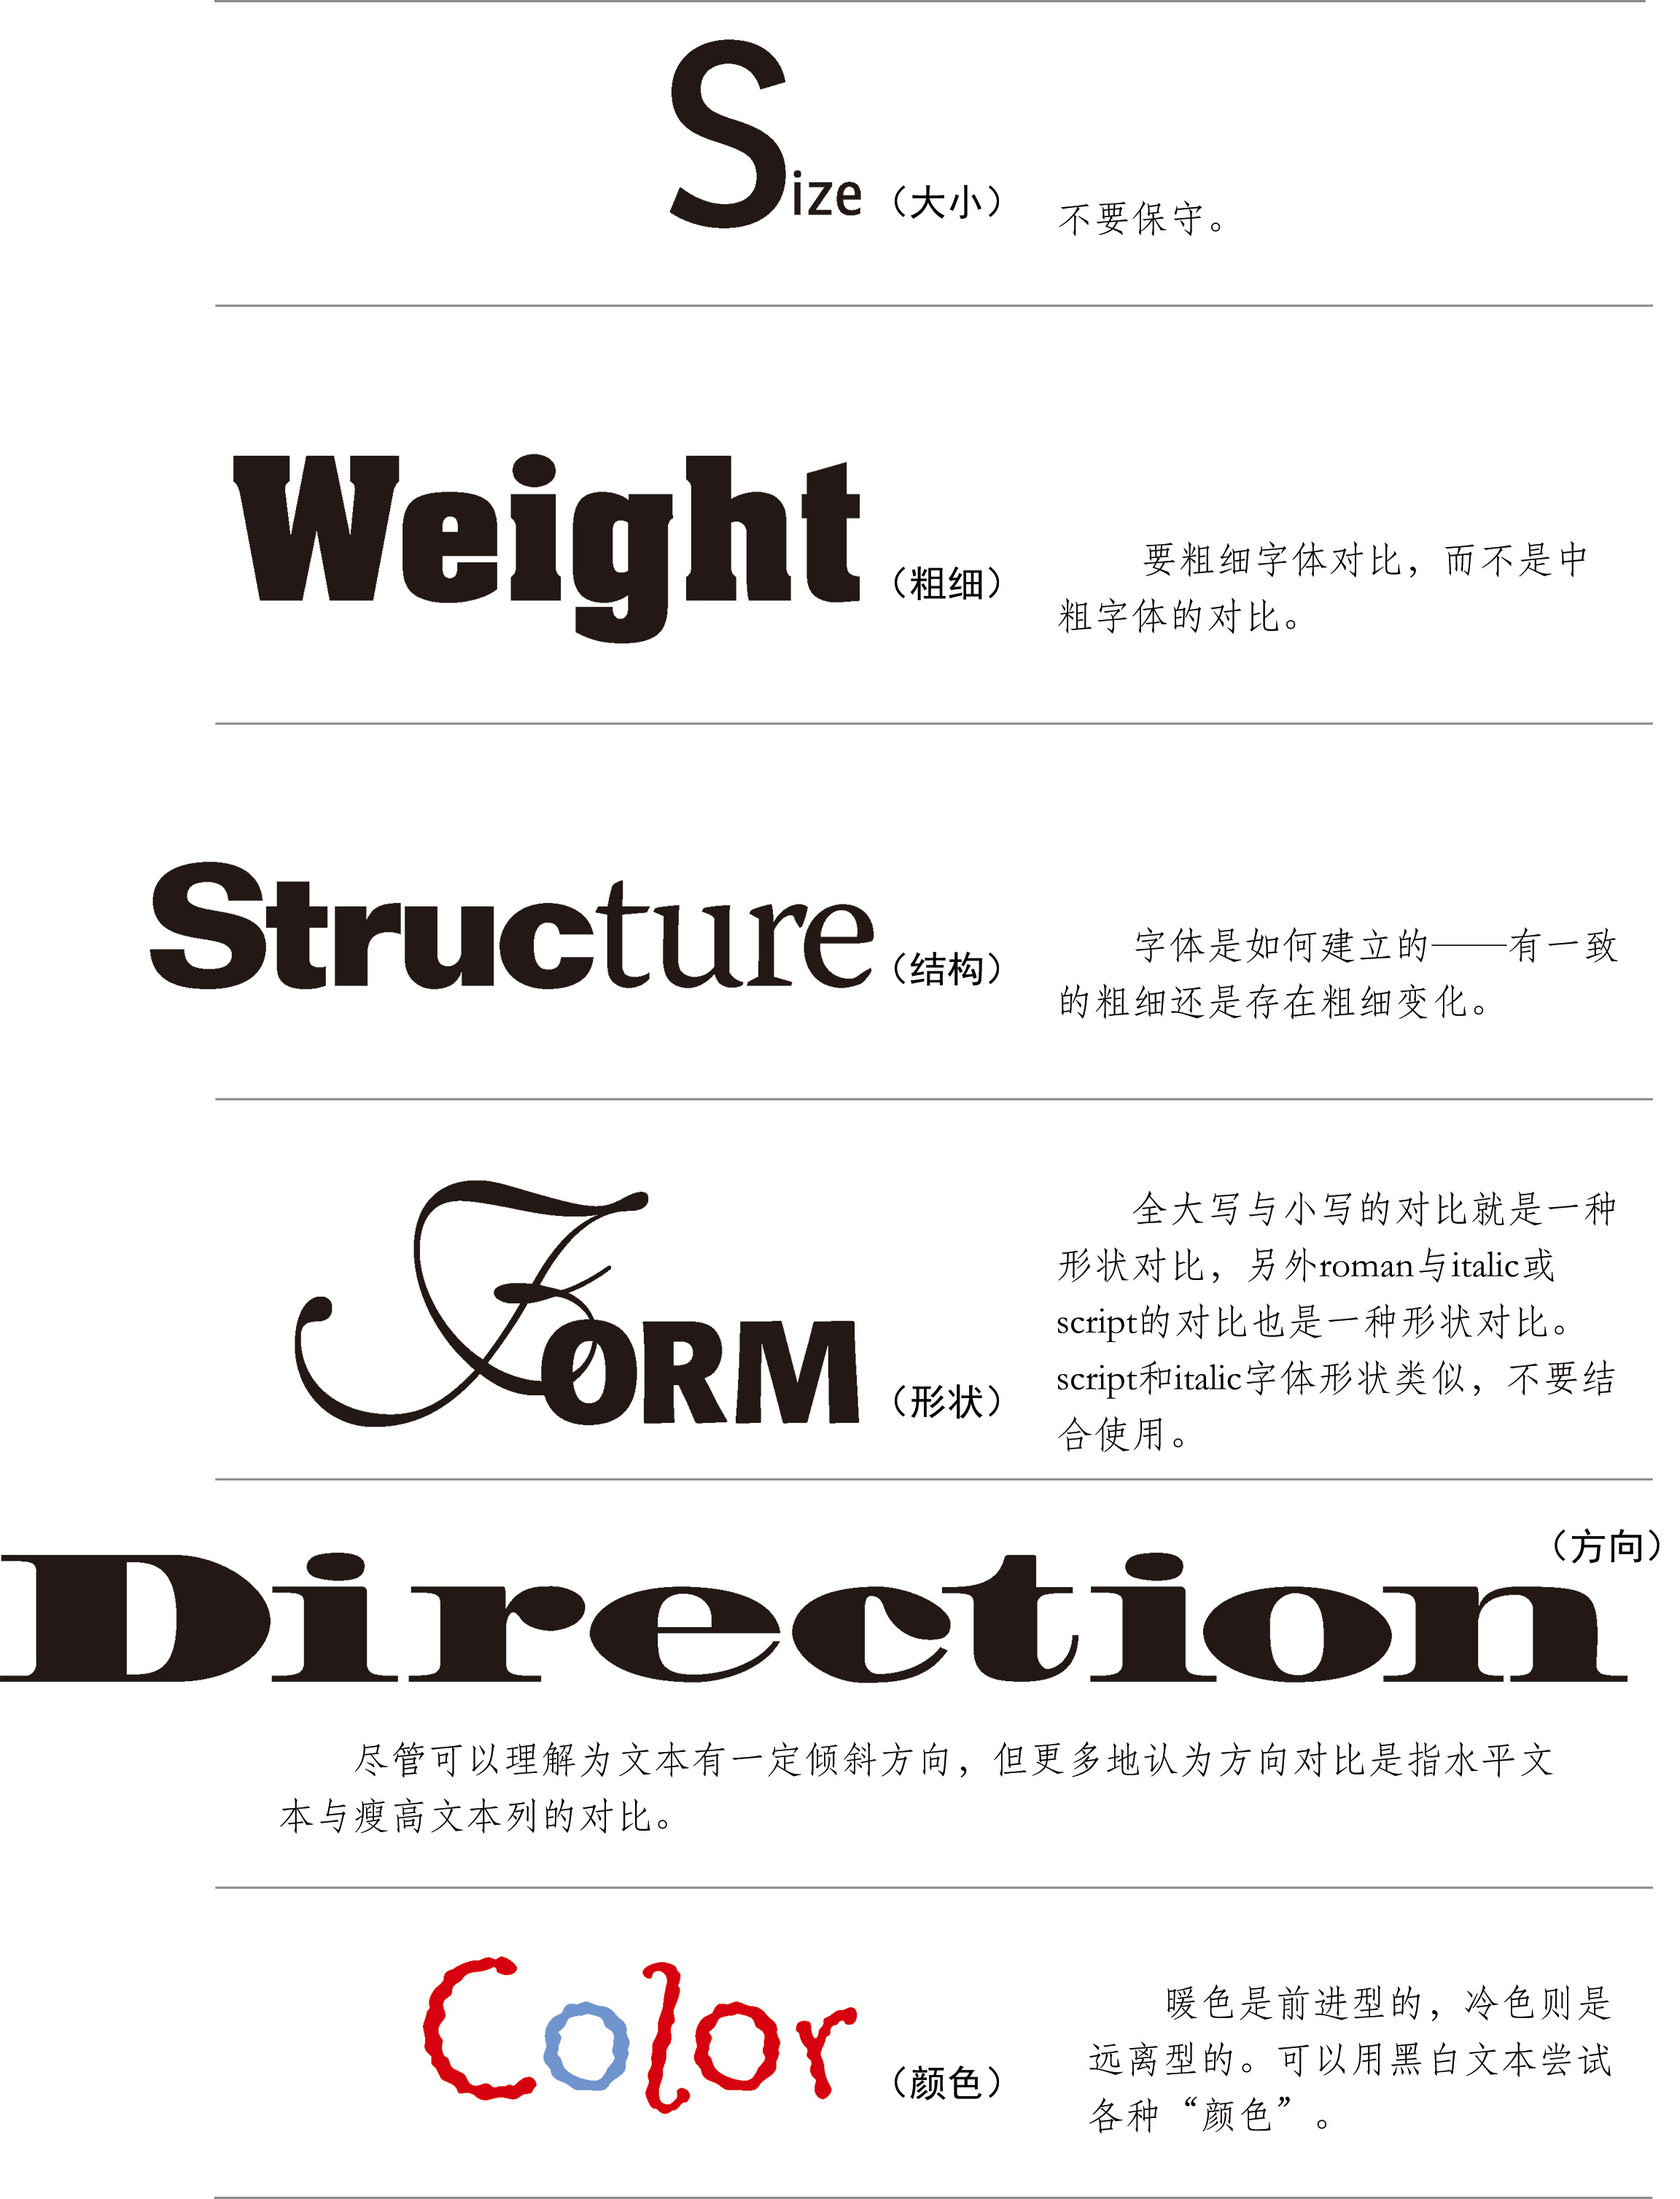 Size（大小） 不要保守。
Weight（粗细） 要粗细字体对比，而不是中
粗字体的对比。
Structure（结构） 字体是如何建立的——有一致
的粗细还是存在粗细变化。
全大写与小写的对比就是一种
形状对比，另外roman与italic或
script的对比也是一种形状对比。
script和italic字体形状类似，不要结
合使用。
FORM（形状）
Direction（方向）
尽管可以理解为文本有一定倾斜方向，但更多地认为方向对比是指水平文
本与瘦高文本列的对比。
Color（颜色） 暖色是前进型的，冷色则是
远离型的。可以用黑白文本尝试
各种“颜色”。